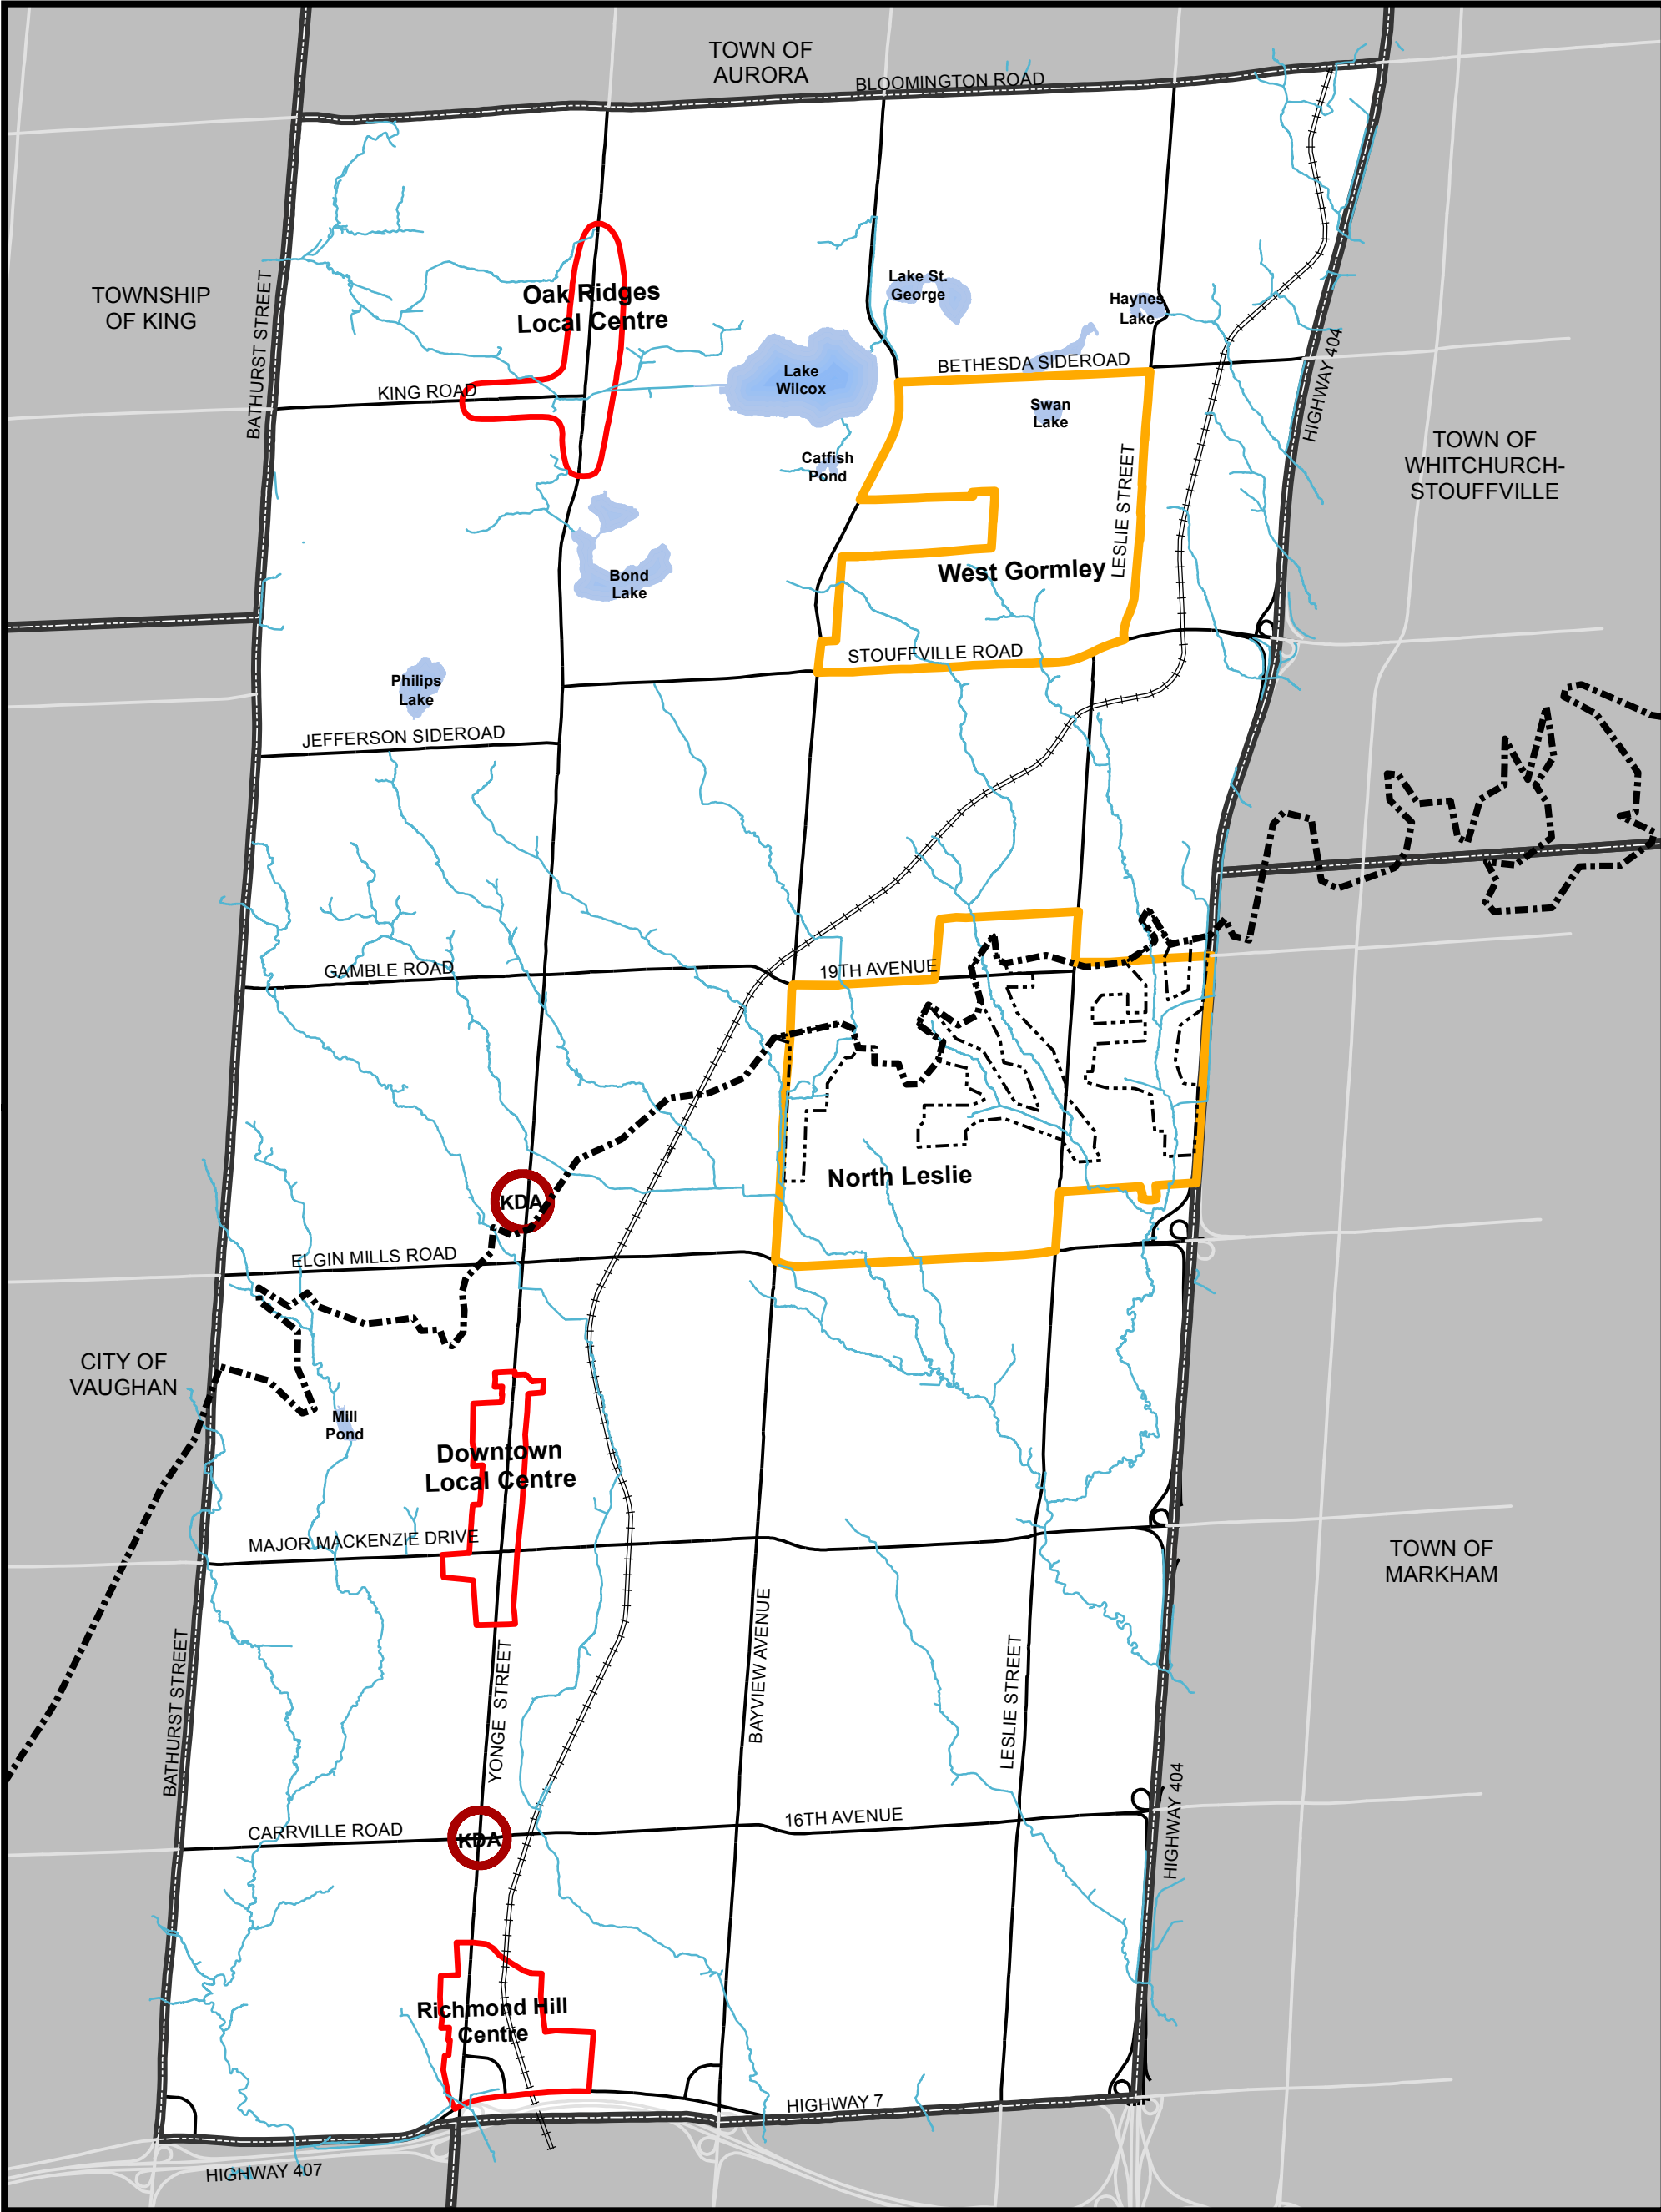 TOWN OF
AURORA
BLOOMINGTON ROAD
TOWNSHIP
OF KING
BATHURST STREET
Oak Ridges
Local Centre
Lake St.
George
Haynes
Lake
HIGHWAY 404
KING ROAD
Lake
Wilcox
BETHESDA SIDEROAD
Swan
Lake
Catfish
Pond
LESLIE STREET
TOWN OF
WHITCHURCH-
STOUFFVILLE
Bond
Lake
West Gormley
STOUFFVILLE ROAD
Philips
Lake
JEFFERSON SIDEROAD
GAMBLE ROAD
19TH AVENUE
North Leslie
KDA
ELGIN MILLS ROAD
CITY OF
VAUGHAN
Mill
Pond
Downtown
Local Centre
MAJOR MACKENZIE DRIVE
TOWN OF
MARKHAM
BATHURST STREET
YONGE STREET
BAYVIEW AVENUE
LESLIE STREET
HIGHWAY 404
CARRVILLE ROAD
KDA
16TH AVENUE
Richmond Hill
Centre
HIGHWAY 7
HIGHWAY 407